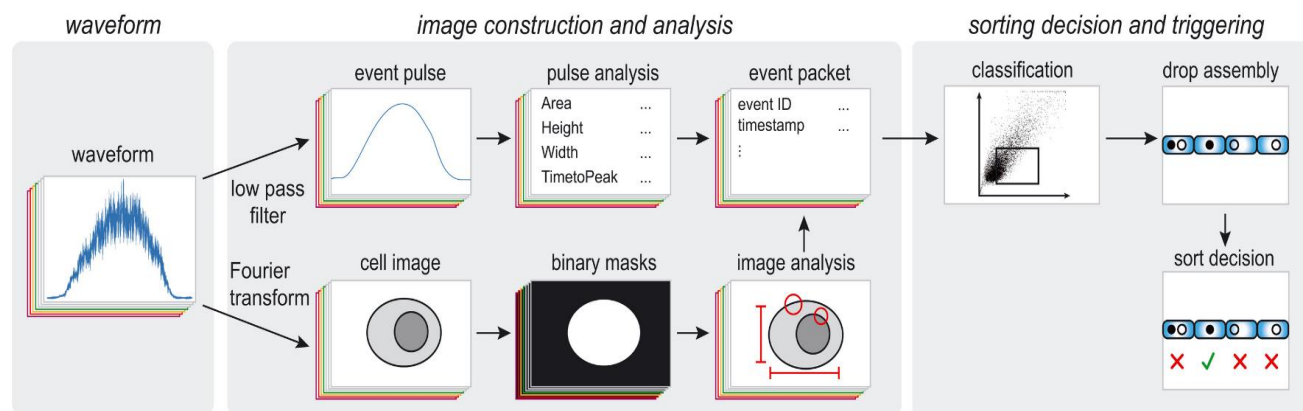 waveform
image construction and analysis
sorting decision and triggering
waveform
low pass
filter
Fourier
transform
event pulse
pulse analysis
Area ...
Height ...
Width ...
TimetoPeak ...
event packet
event ID ...
timestamp ...
⋮
cell image
binary masks
image analysis
classification
drop assembly
sort decision